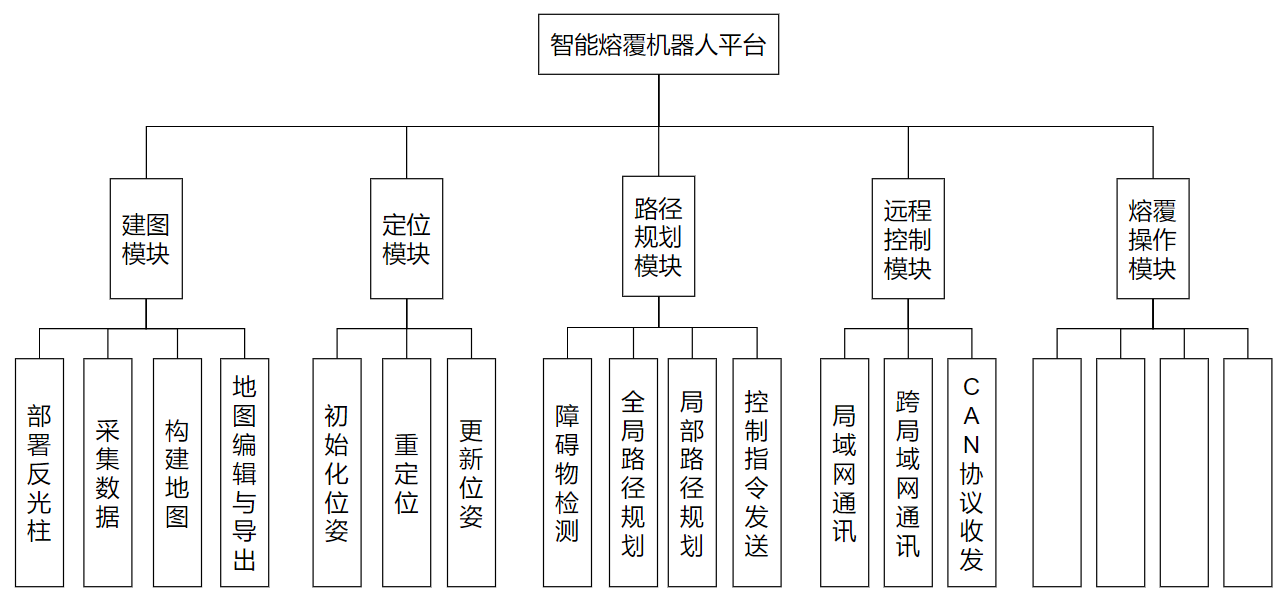 智能熔覆机器人平台
建图
模块
定位
模块
路径
规划
模块
远程
控制
模块
熔覆
操作
模块
部署反光柱
采集数据
构建地图
地图编辑与导出
初始化位姿
重定位
更新位姿
障碍物检测
全局路径规划
局部路径规划
控制指令发送
局域网通讯
跨局域网通讯
CAN协议收发